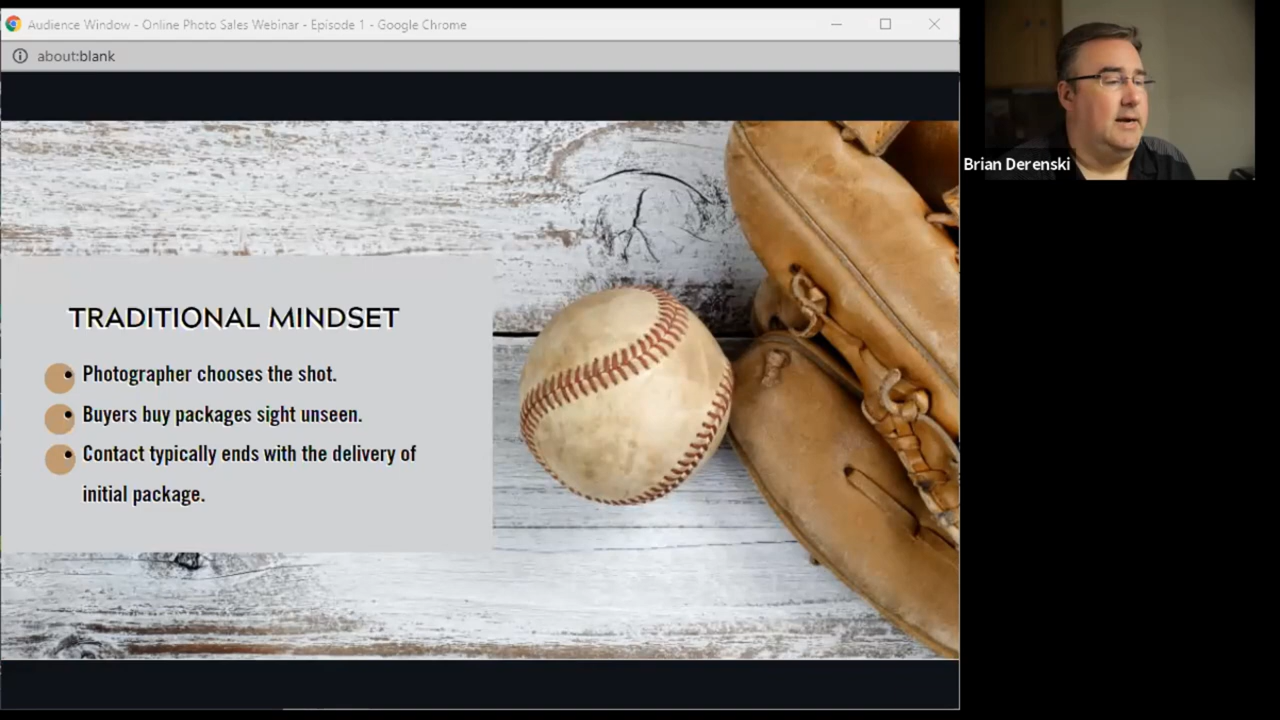 Audience Window - Online Photo Sales Webinar - Episode 1 - Google Chrome
about:blank
Brian Derenski
TRADITIONAL MINDSET
Photographer chooses the shot.
Buyers buy packages sight unseen.
Contact typically ends with the delivery of
initial package.